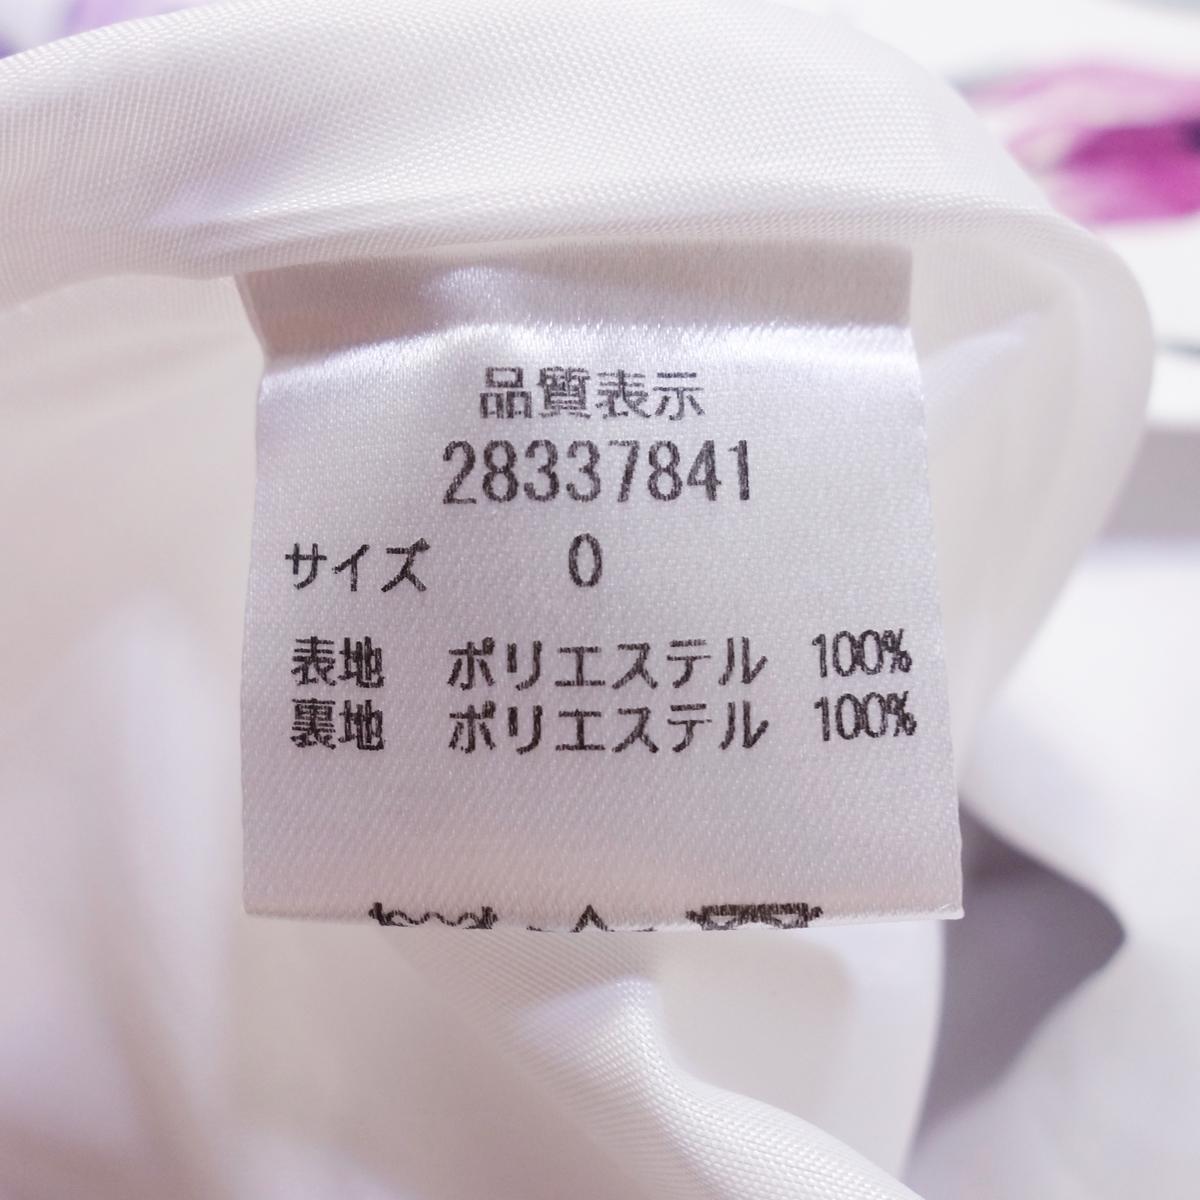 品質表示
28337841
サイズ 0
表地 ポリエステル 100%
裏地 ポリエステル 100%